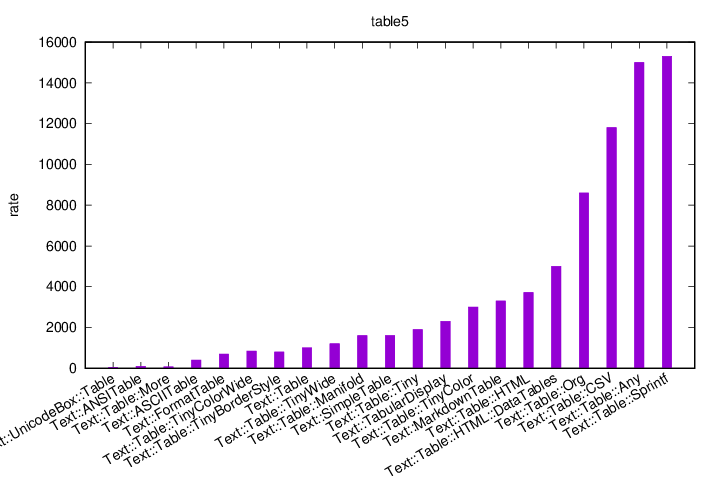 table5
16000
14000
12000
10000
8000
6000
4000
2000
0
rate
t::UnicodeBox::Table
Text::ANSITable
Text::Table::More
Text::ASCIITable
Text::FormatTable
Text::Table::TinyColorWide
Text::Table::TinyBorderStyle
Text::Table
Text::Table::TinyWide
Text::Table::Manifold
Text::SimpleTable
Text::Table::Tiny
Text::TabularDisplay
Text::Table::TinyColor
Text::MarkdownTable
Text::Table::HTML
Text::Table::HTML::DataTables
Text::Table::Org
Text::Table::CSV
Text::Table::Any
Text::Table::Sprintf